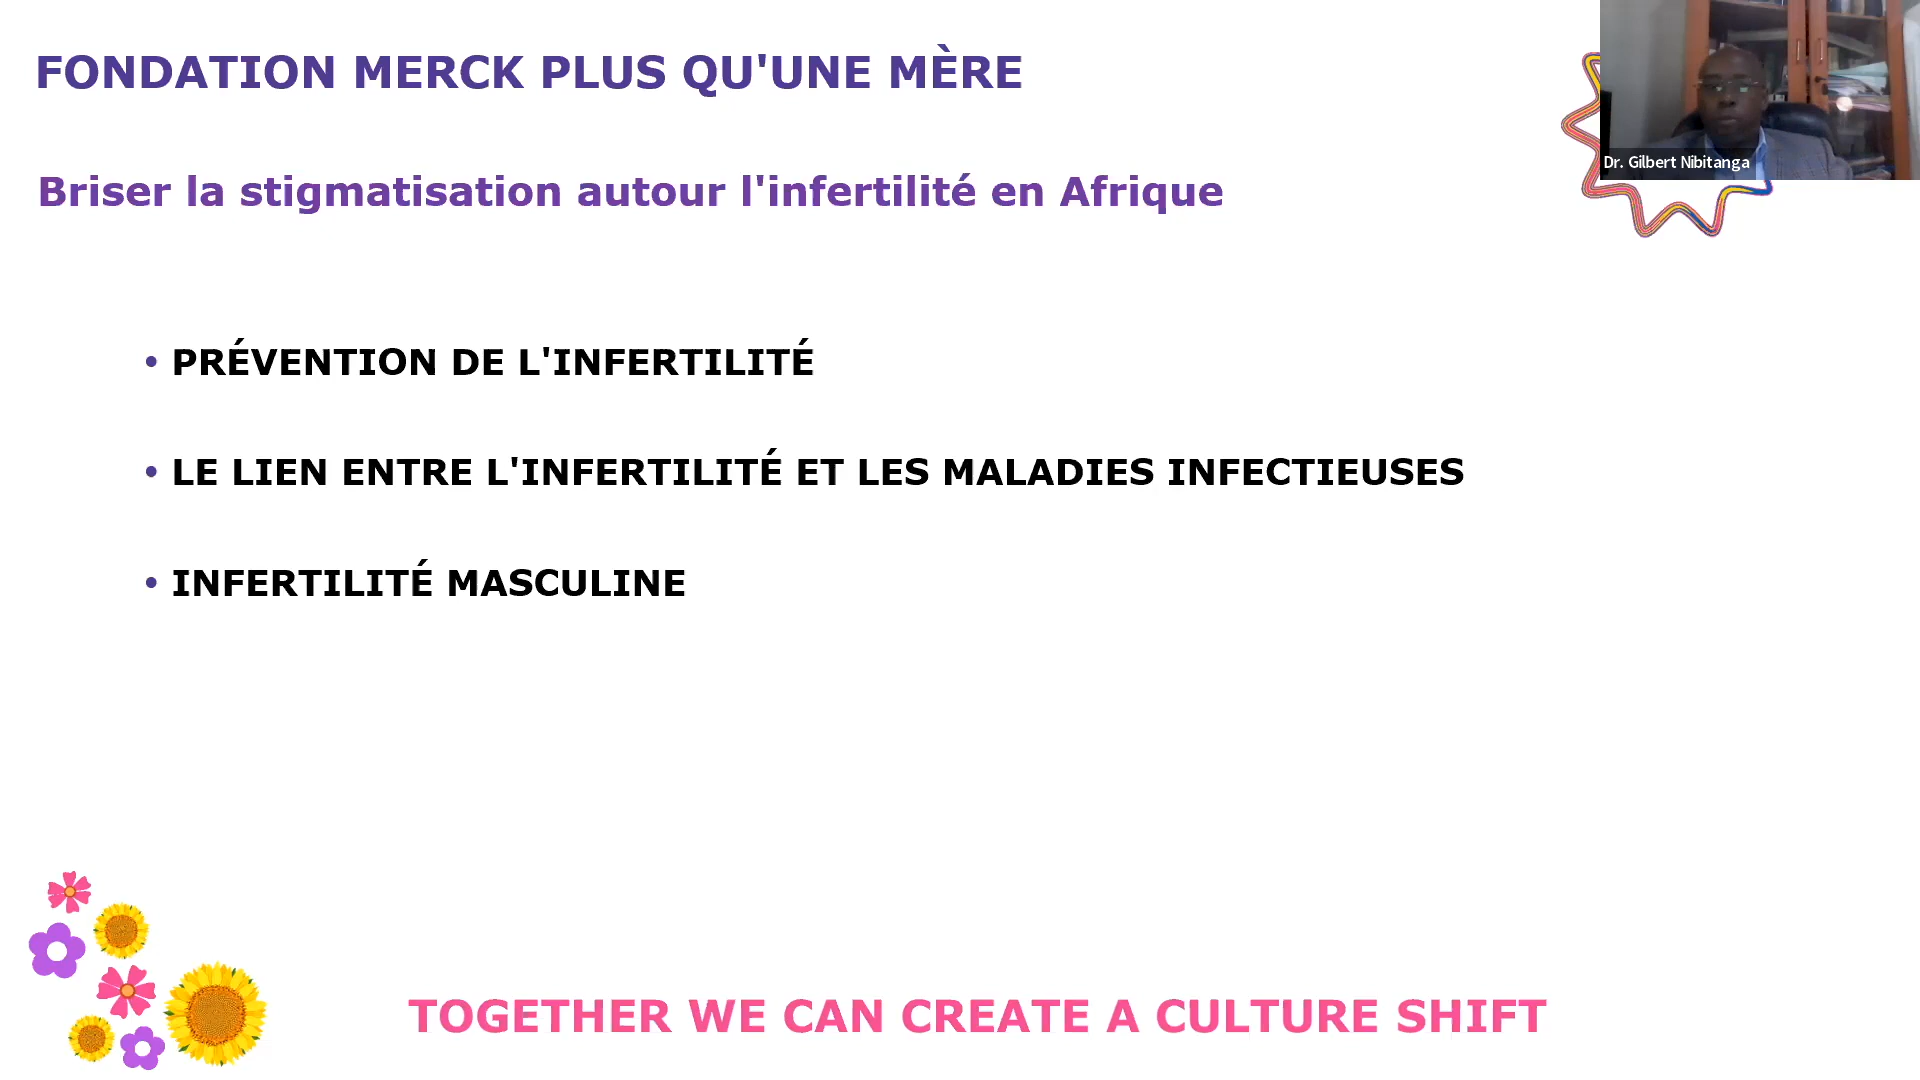 FONDATION MERCK PLUS QU'UNE MÈRE
Dr. Gilbert Nibitanga
Briser la stigmatisation autour l'infertilité en Afrique
• PRÉVENTION DE L'INFERTILITÉ
• LE LIEN ENTRE L'INFERTILITÉ ET LES MALADIES INFECTIEUSES
• INFERTILITÉ MASCULINE
TOGETHER WE CAN CREATE A CULTURE SHIFT